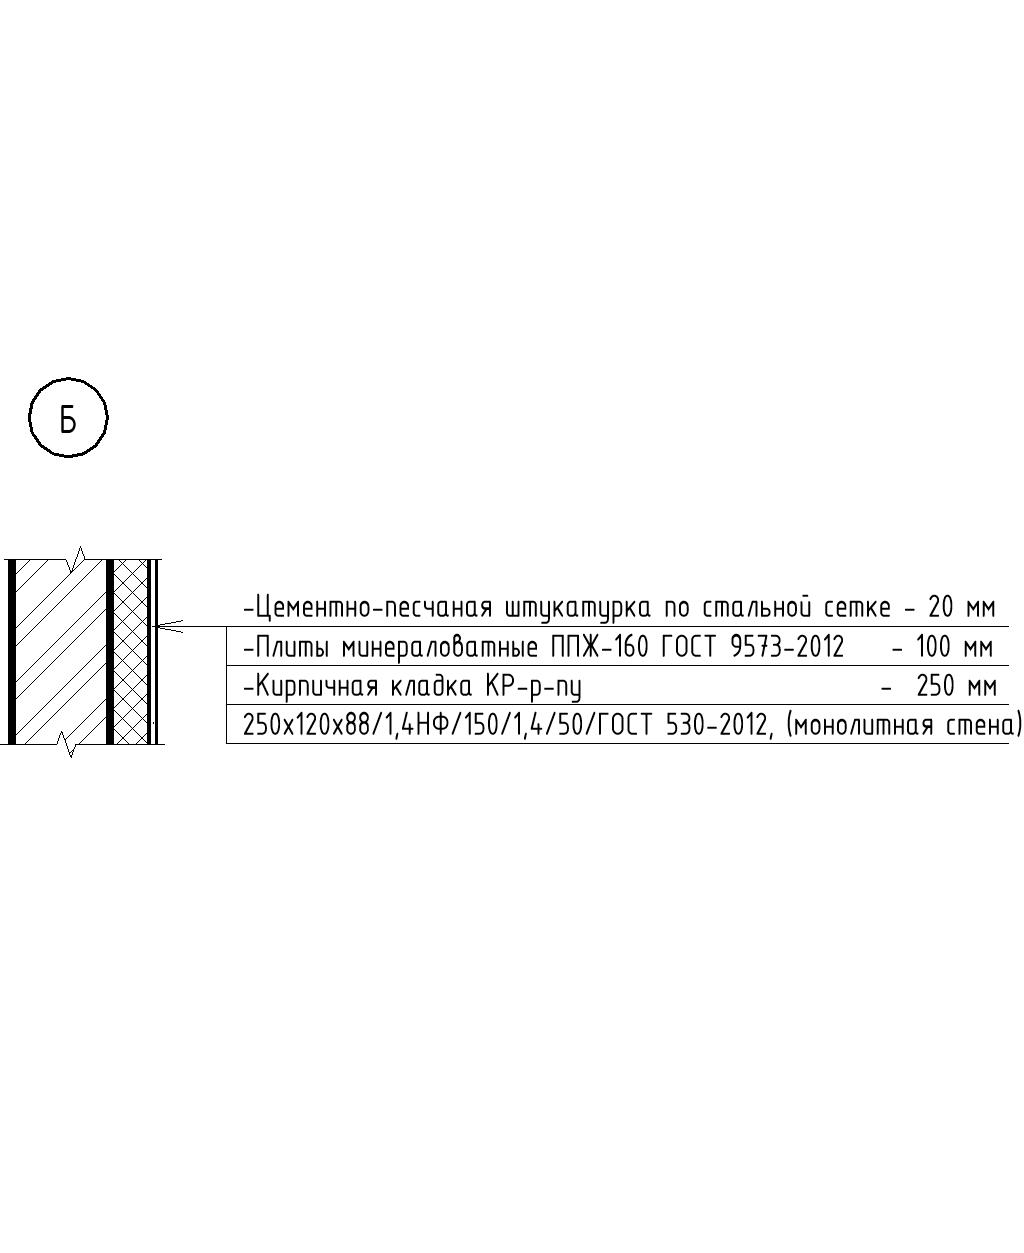 Б
-Цементно-песчаная штукатурка по стальной сетке - 20 мм
-Плиты минераловатные ППЖ-160 ГОСТ 9573-2012 - 100 мм
-Кирпичная кладка КР-р-пу - 250 мм
250х120х88/1,4НФ/150/1,4/50/ГОСТ 530-2012, (монолитная стена)